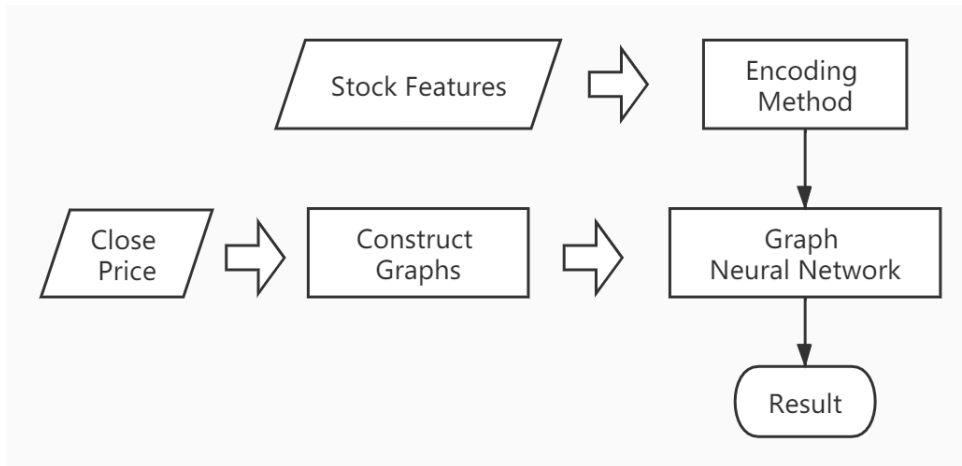 Stock Features
Encoding
Method
Close
Price
Construct
Graphs
Graph
Neural Network
Result